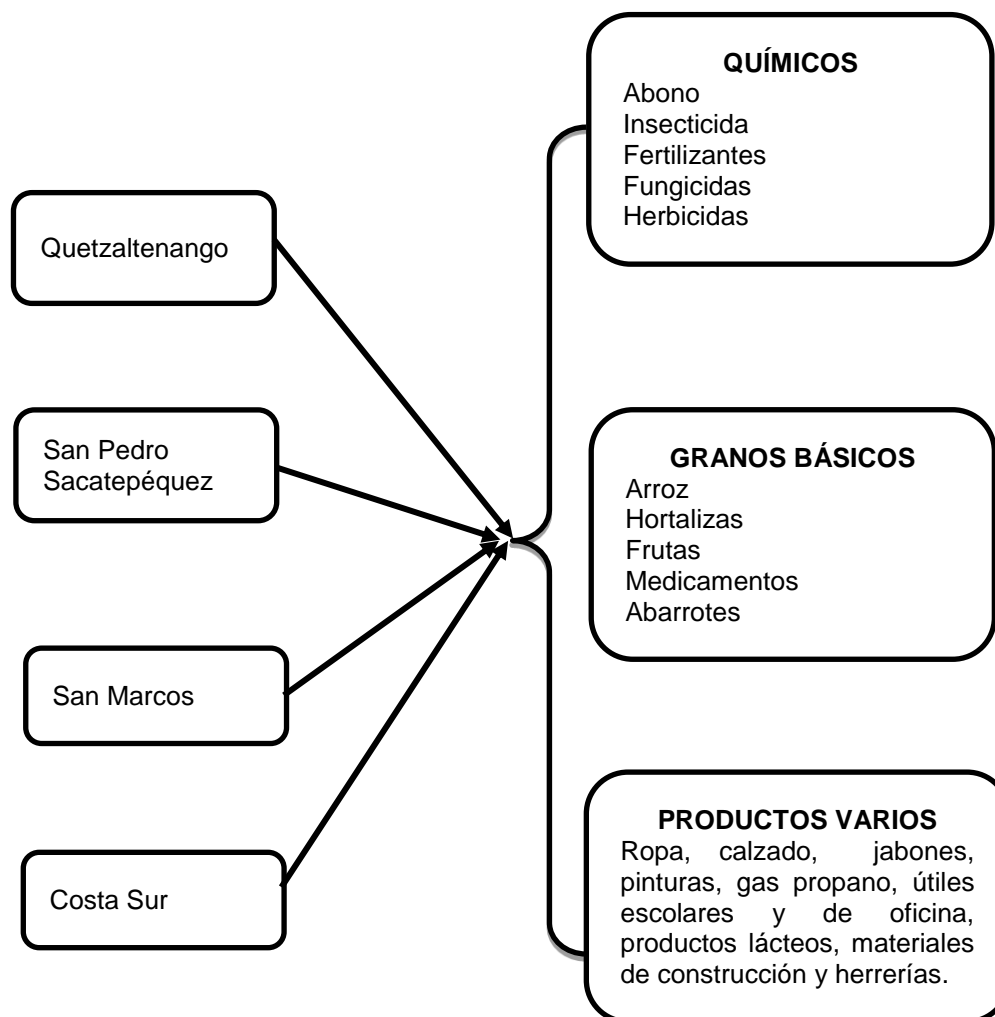 Quetzaltenango
San Pedro
Sacatepéquez
San Marcos
Costa Sur
QUÍMICOS
Abono
Insecticida
Fertilizantes
Fungicidas
Herbicidas
GRANOS BÁSICOS
Arroz
Hortalizas
Frutas
Medicamentos
Abarrotes
PRODUCTOS VARIOS
Ropa, calzado, jabones,
pinturas, gas propano, útiles
escolares y de oficina,
productos lácteos, materiales
de construcción y herrerías.